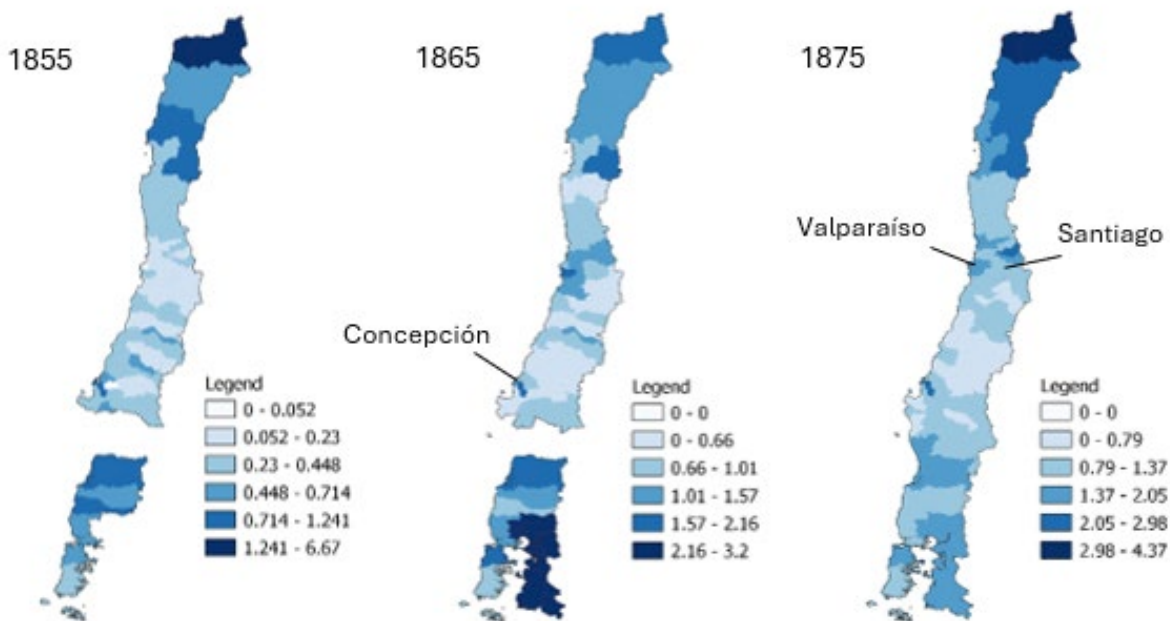 1855
1865
1875
Valparaíso
Santiago
Concepción
Legend
0 - 0.052
0.052 - 0.23
0.23 - 0.448
0.448 - 0.714
0.714 - 1.241
1.241 - 6.67
Legend
0 - 0
0 - 0.66
0.66 - 1.01
1.01 - 1.57
1.57 - 2.16
2.16 - 3.2
Legend
0 - 0
0 - 0.79
0.79 - 1.37
1.37 - 2.05
2.05 - 2.98
2.98 - 4.37